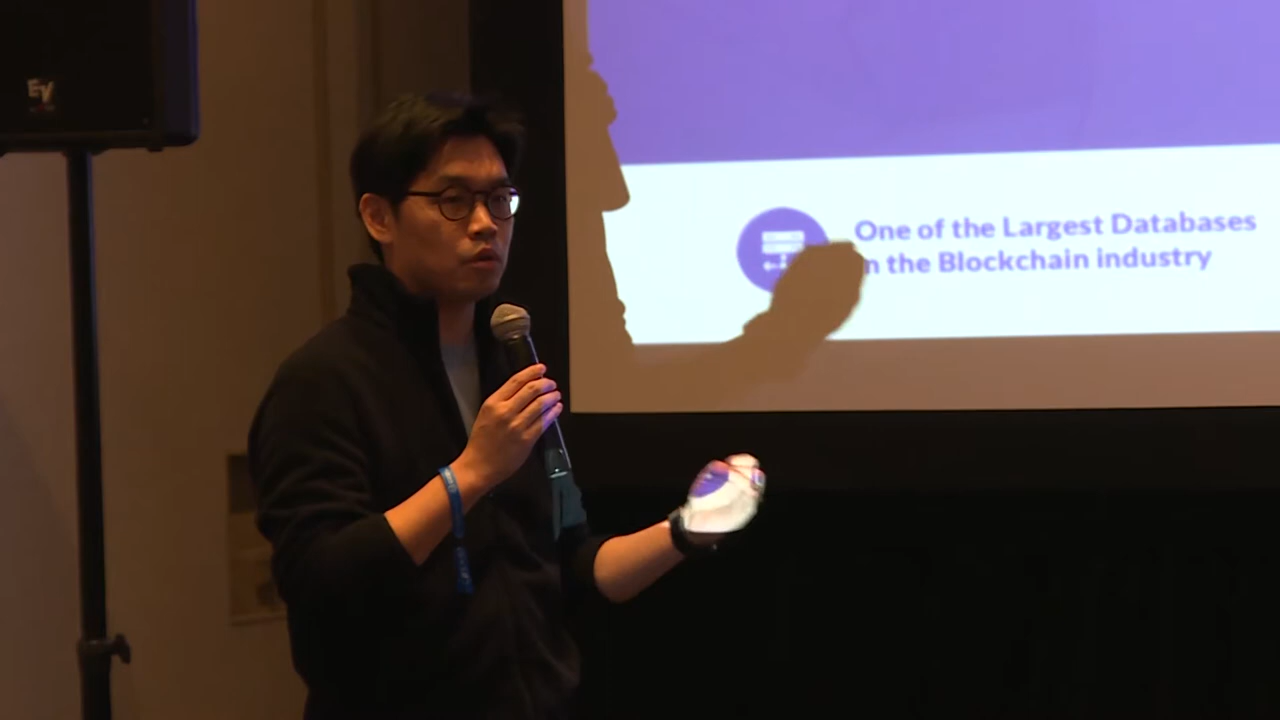 EV
One of the Largest Databases
n the Blockchain industry